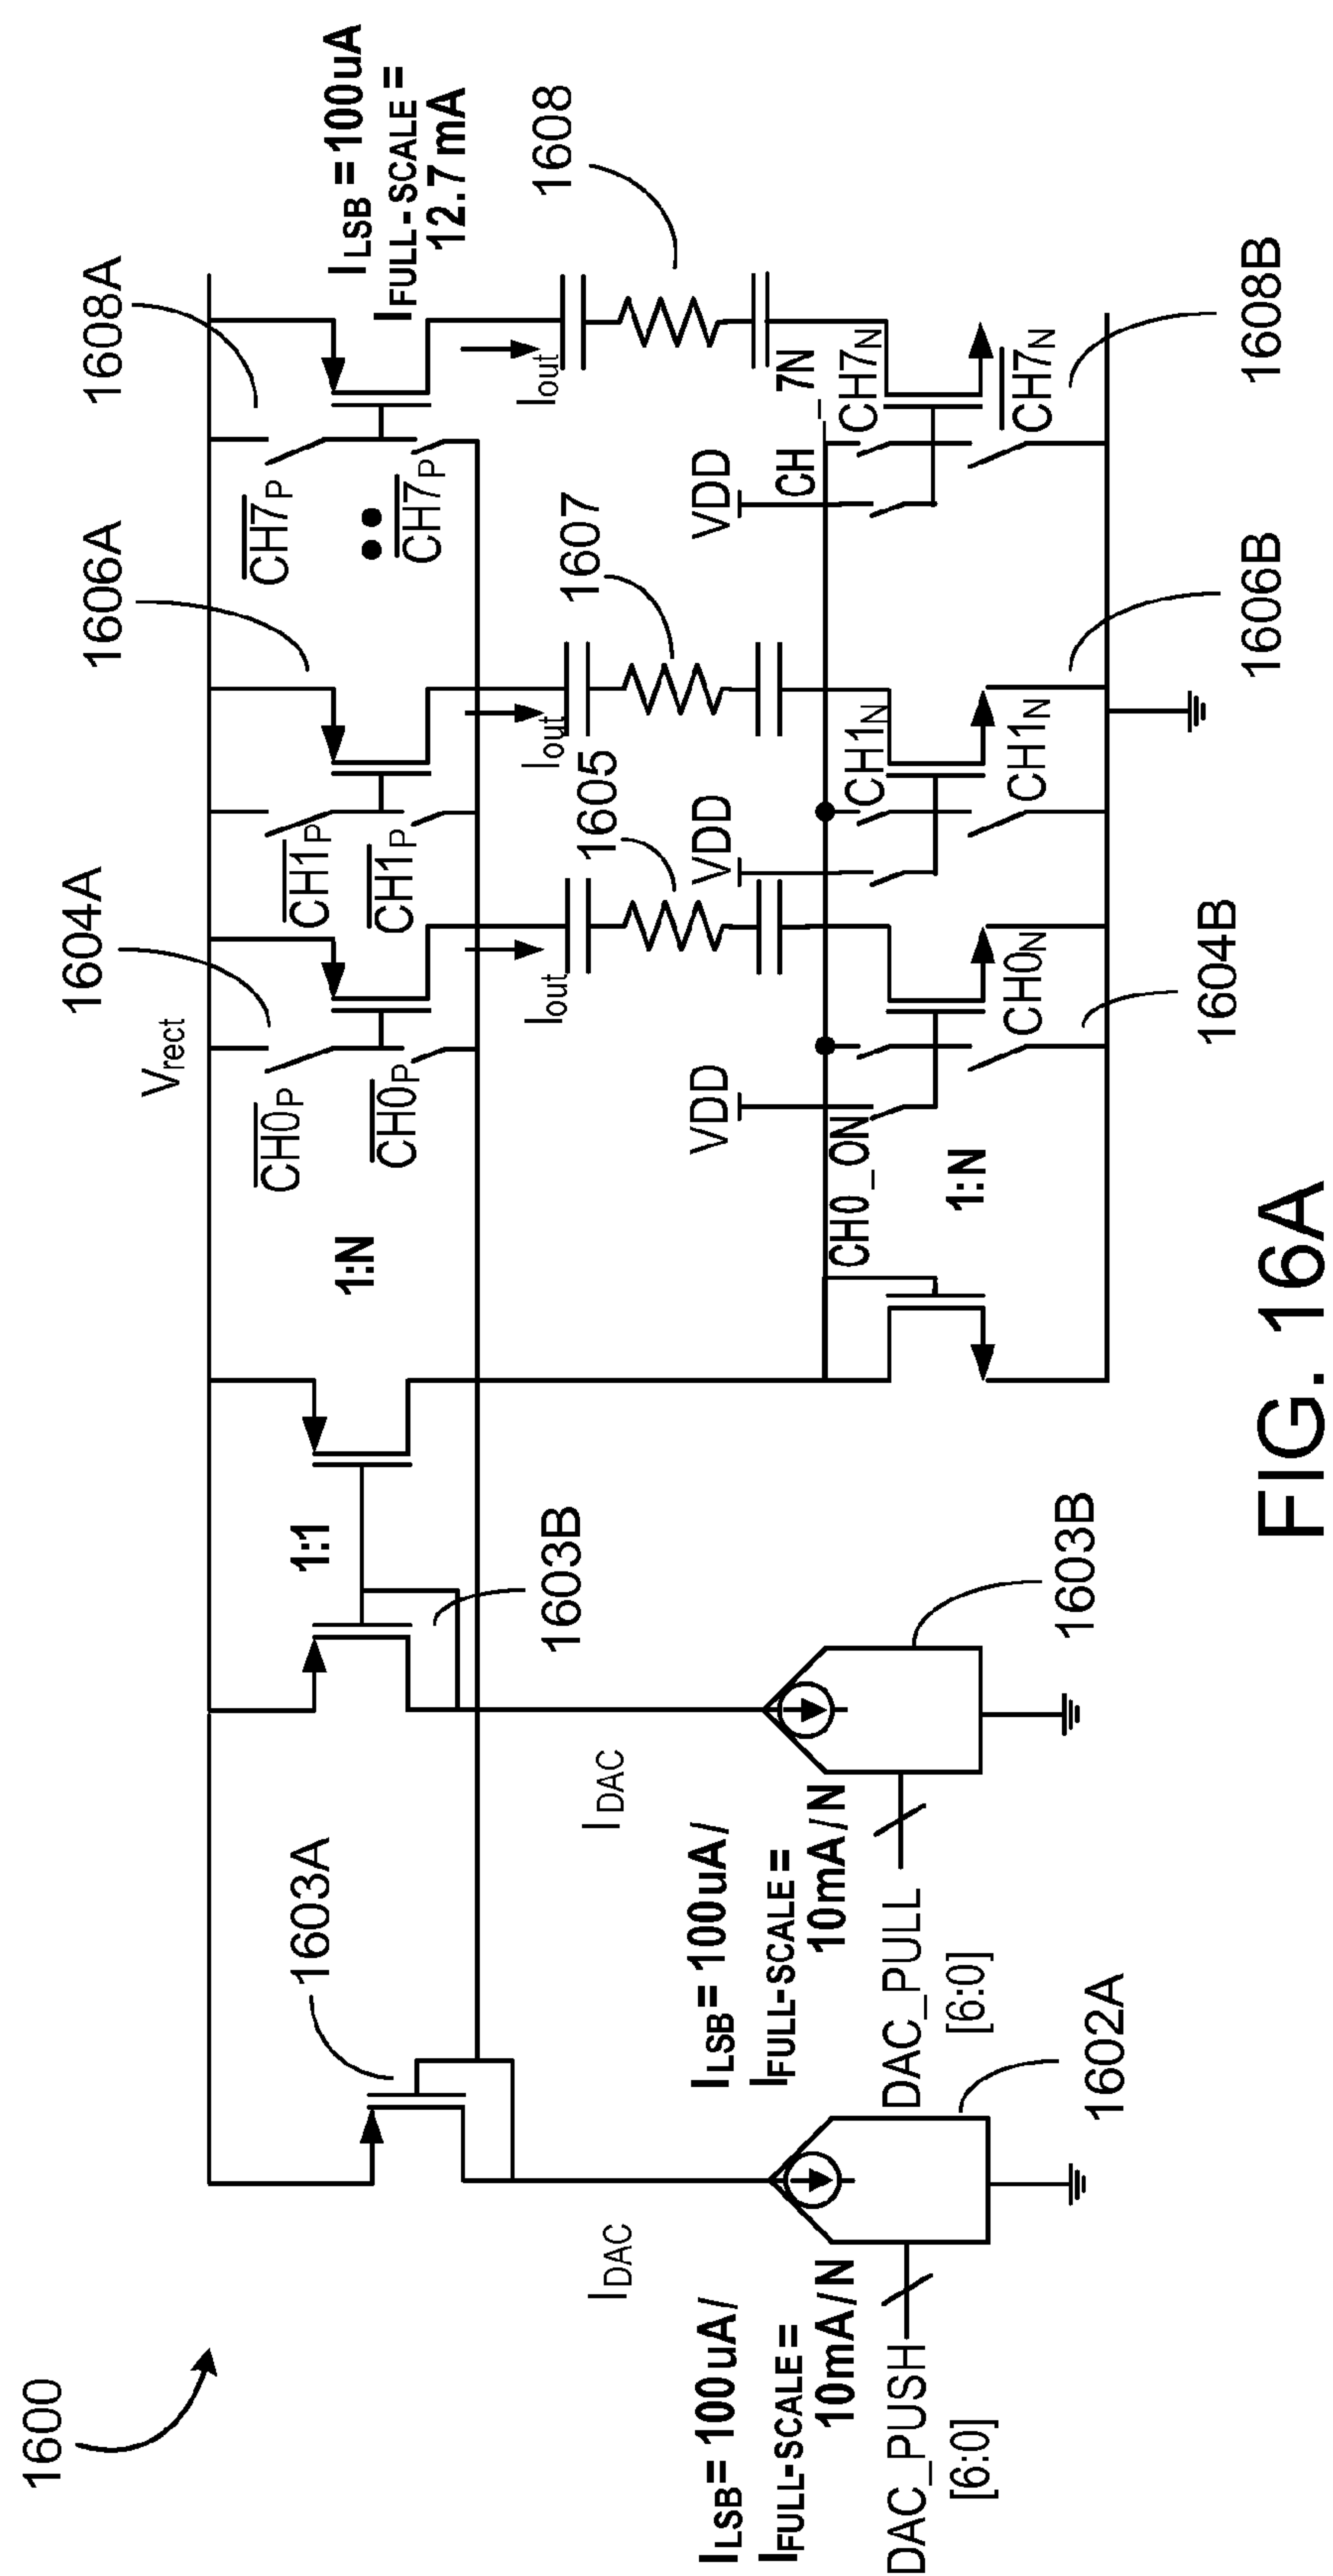 1600
1603A
1603B
1:1
1:N
Vrect
1604A
1606A
1608A
CH0P
CH0P
CH1P
CH1P
CH7P
CH7P
ILSB = 100uA
IFULL-SCALE =
12.7 mA
Iout
Iout
Iout
1605
1607
1608
IDAC
IDAC
ILSB = 100uA/
IFULL-SCALE =
10mA/N
DAC_PUSH
[6:0]
1602A
ILSB = 100uA/
IFULL-SCALE =
10mA/N
DAC_PULL
[6:0]
1603B
VDD
VDD
VDD
CH0_ON
1:N
CH0N
1604B
CH1N
CH1N
1606B
CH_7N
CH7N
CH7N
1608B
FIG. 16A